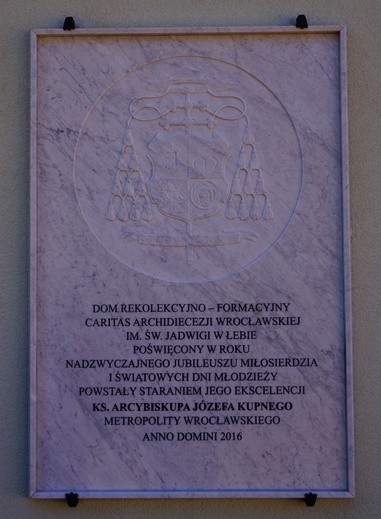 DOM REKOLEKCYJNO – FORMACYJNY
CARITAS ARCHIDIECEZJI WROCŁAWSKIEJ
IM. ŚW. JADWIGI W ŁEBIE
POŚWIĘCONY W ROKU
NADZWYCZAJNEGO JUBILEUSZU MIŁOSIERDZIA
I ŚWIATOWYCH DNI MŁODZIEŻY
POWSTAŁY STARANIEM JEGO EKSCELENCJI
KS. ARCYBISKUPA JÓZEFA KUPNEGO
METROPOLITY WROCŁAWSKIEGO
ANNO DOMINI 2016